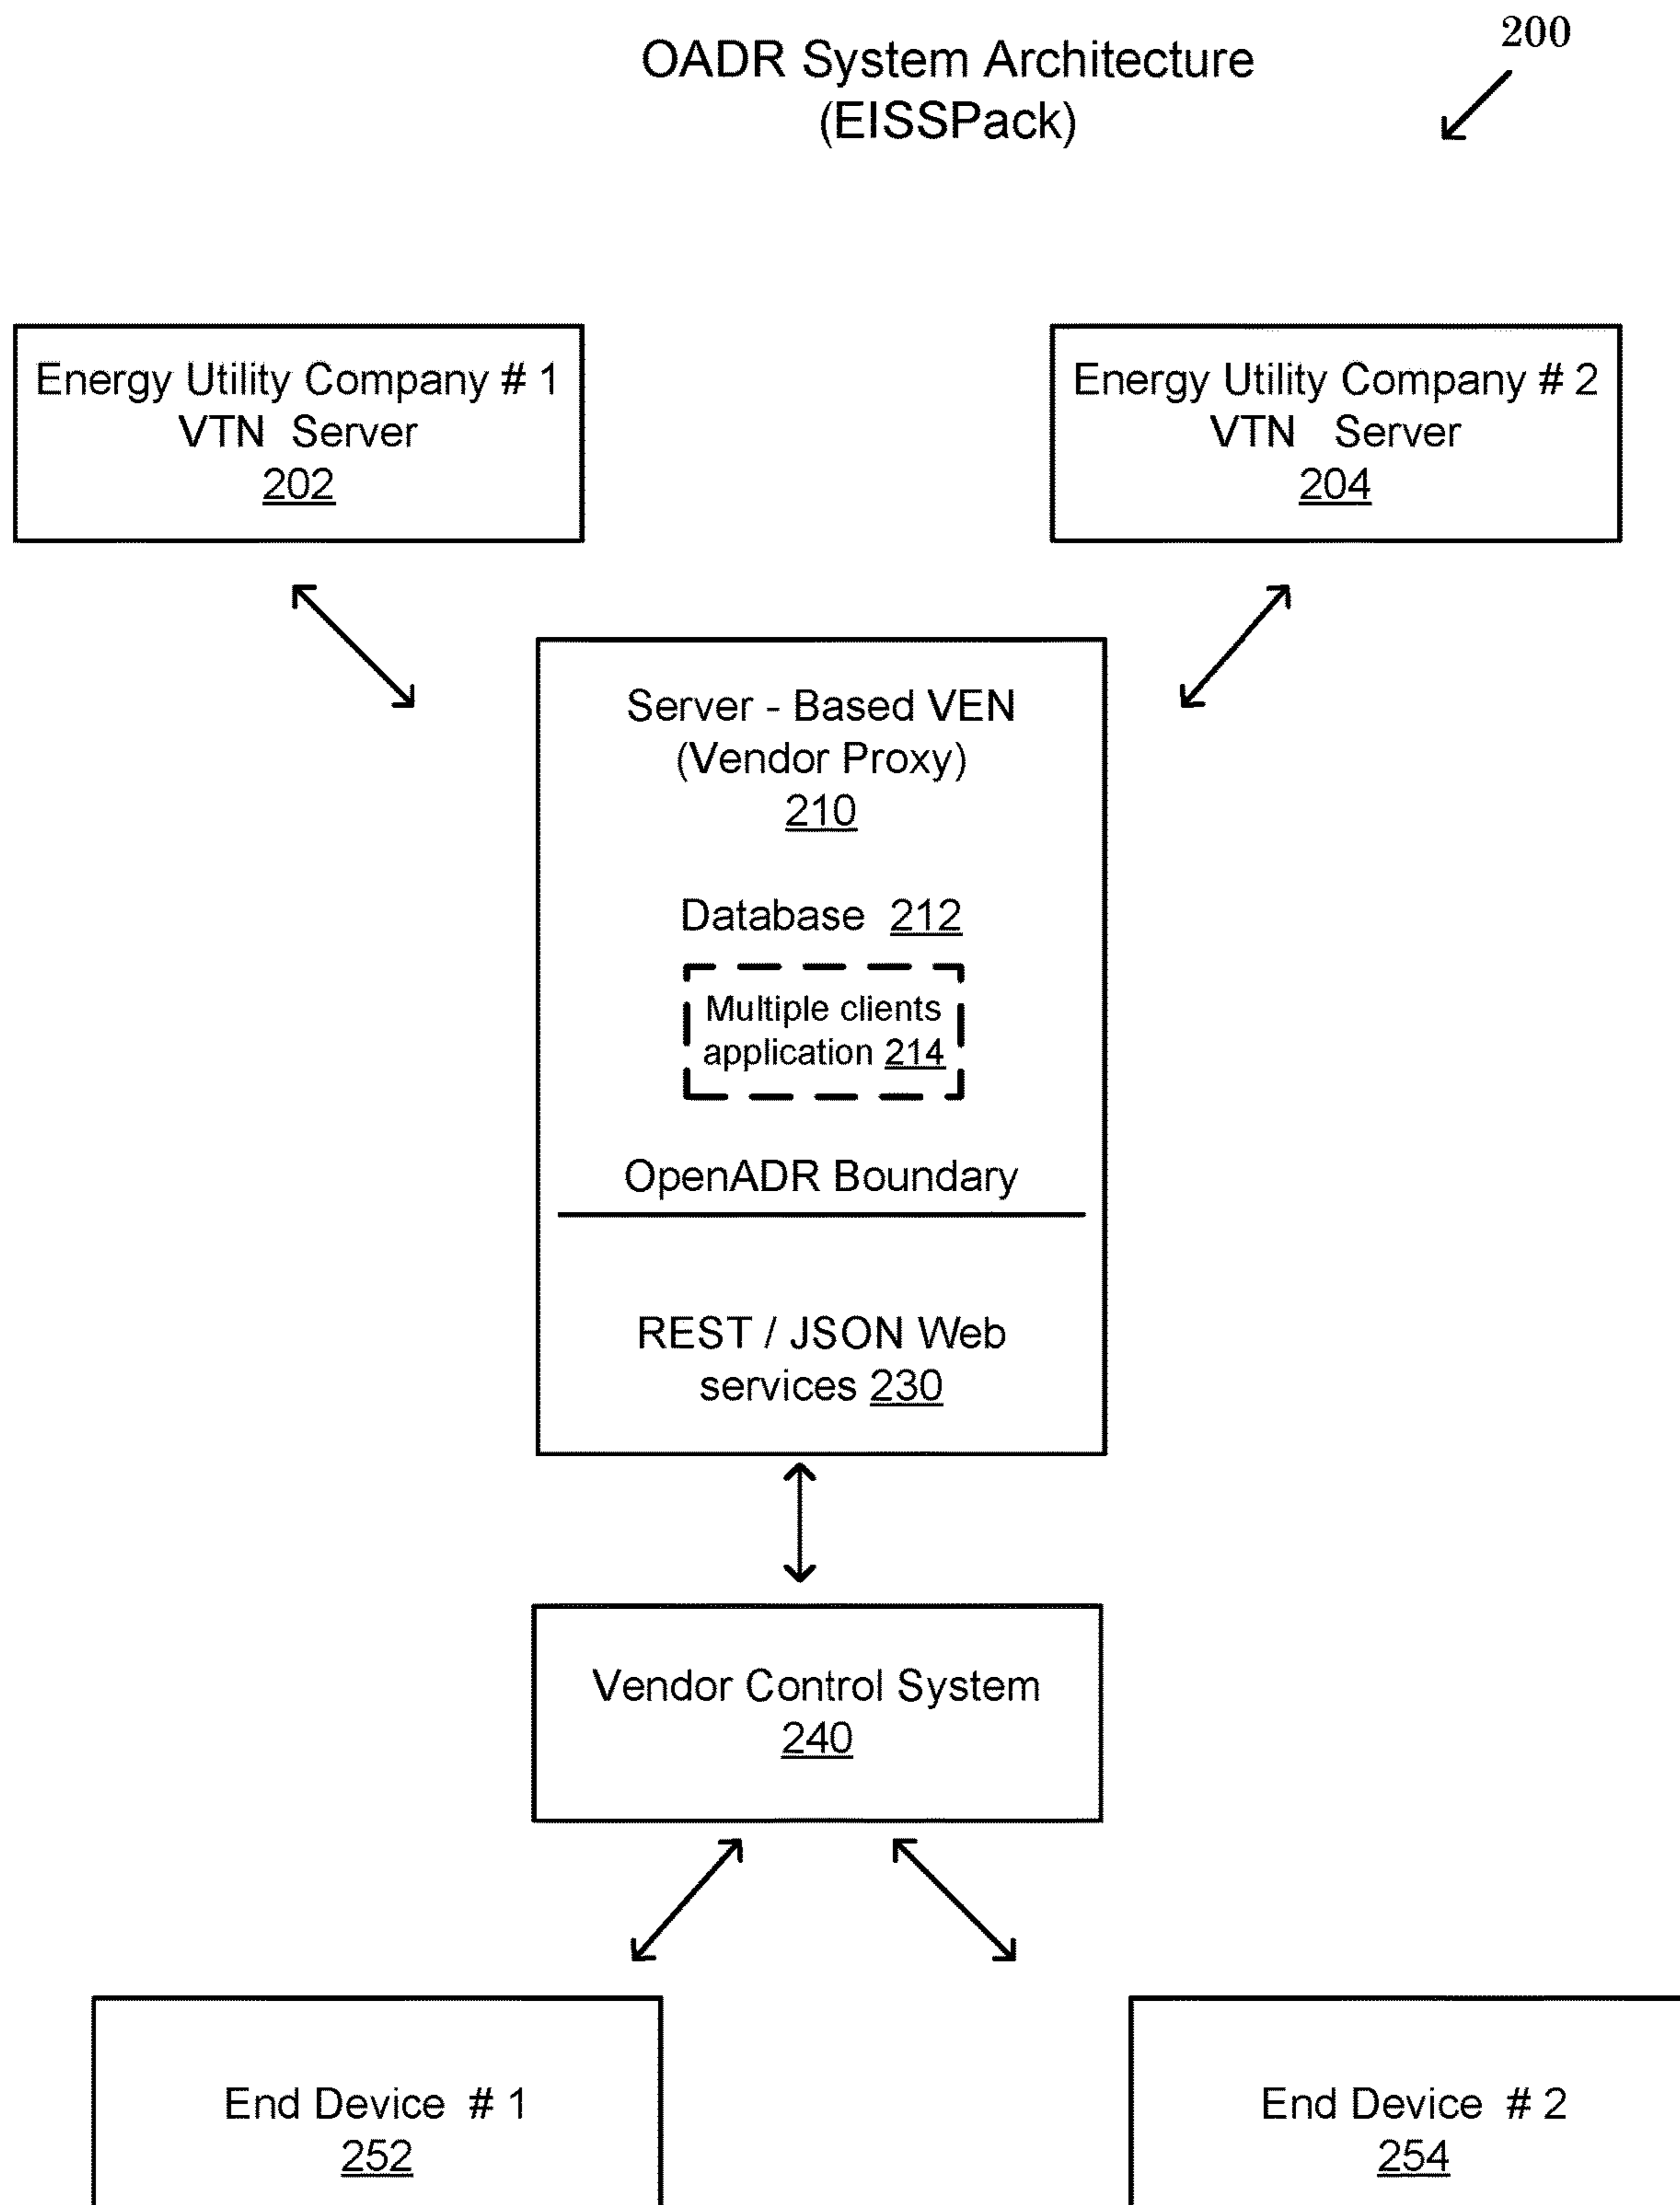 200
OADR System Architecture
(EISSPack)
Energy Utility Company # 1
VTN Server
202
Energy Utility Company # 2
VTN Server
204
Server - Based VEN
(Vendor Proxy)
210
Database 212
Multiple clients
application 214
OpenADR Boundary
REST / JSON Web
services 230
Vendor Control System
240
End Device # 1
252
End Device # 2
254